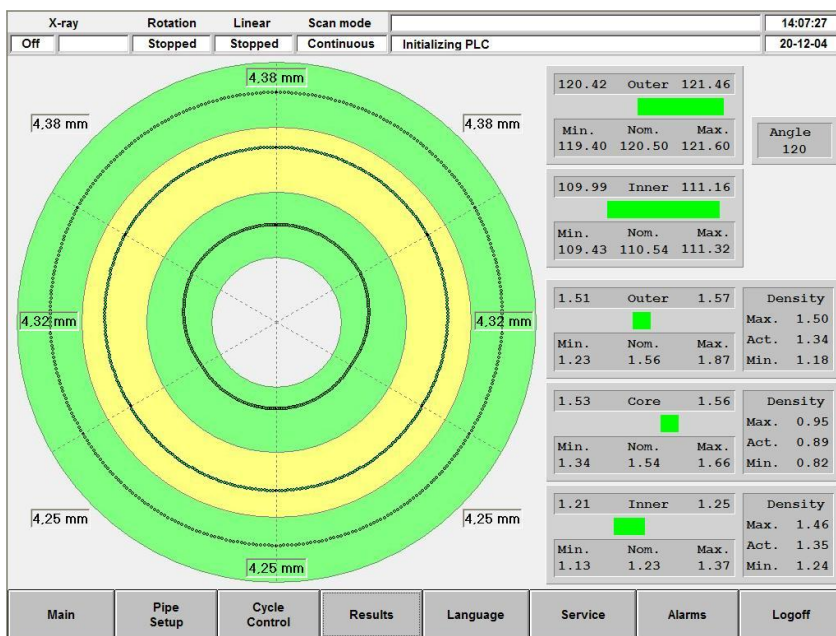 X-ray Rotation Linear Scan mode 14:07:27
Off Stopped Stopped Continuous Initializing PLC 20-12-04
4,38 mm
4,38 mm 4,38 mm
4,32 mm 4,32 mm
4,25 mm 4,25 mm
4,25 mm
120.42 Outer 121.46
Min. Nom. Max.
119.40 120.50 121.60
Angle
120
109.99 Inner 111.16
Min. Nom. Max.
109.43 110.54 111.32
1.51 Outer 1.57
Min. Nom. Max.
1.23 1.56 1.87
Density
Max. 1.50
Act. 1.34
Min. 1.18
1.53 Core 1.56
Min. Nom. Max.
1.34 1.54 1.66
Density
Max. 0.95
Act. 0.89
Min. 0.82
1.21 Inner 1.25
Min. Nom. Max.
1.13 1.23 1.37
Density
Max. 1.46
Act. 1.35
Min. 1.24
Main Pipe Setup Cycle Control Results Language Service Alarms Logoff